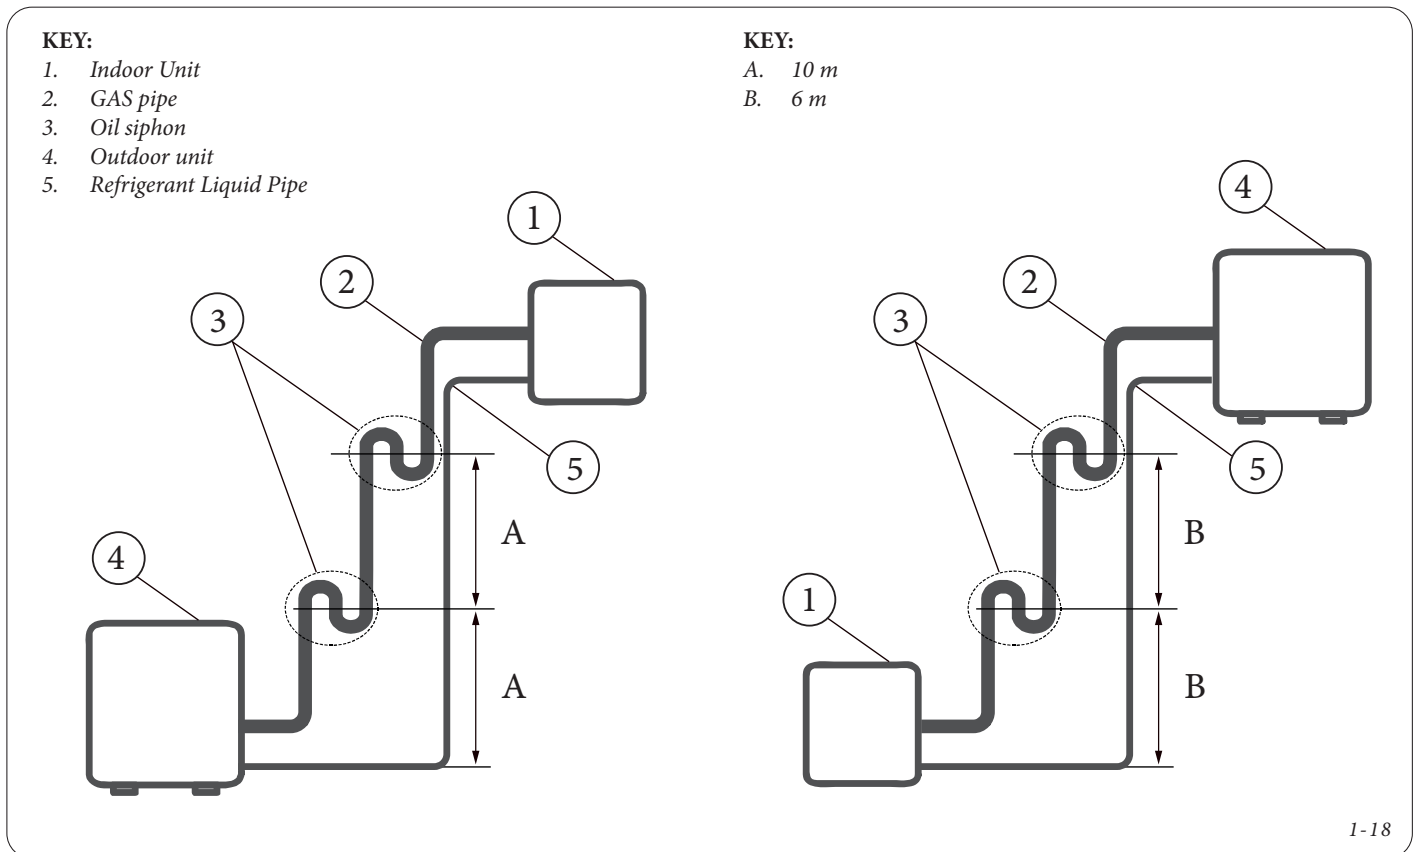 KEY:
1. Indoor Unit
2. GAS pipe
3. Oil siphon
4. Outdoor unit
5. Refrigerant Liquid Pipe
KEY:
A. 10 m
B. 6 m
1
2
3
5
A
4
A
4
2
3
5
B
1
B
1-18